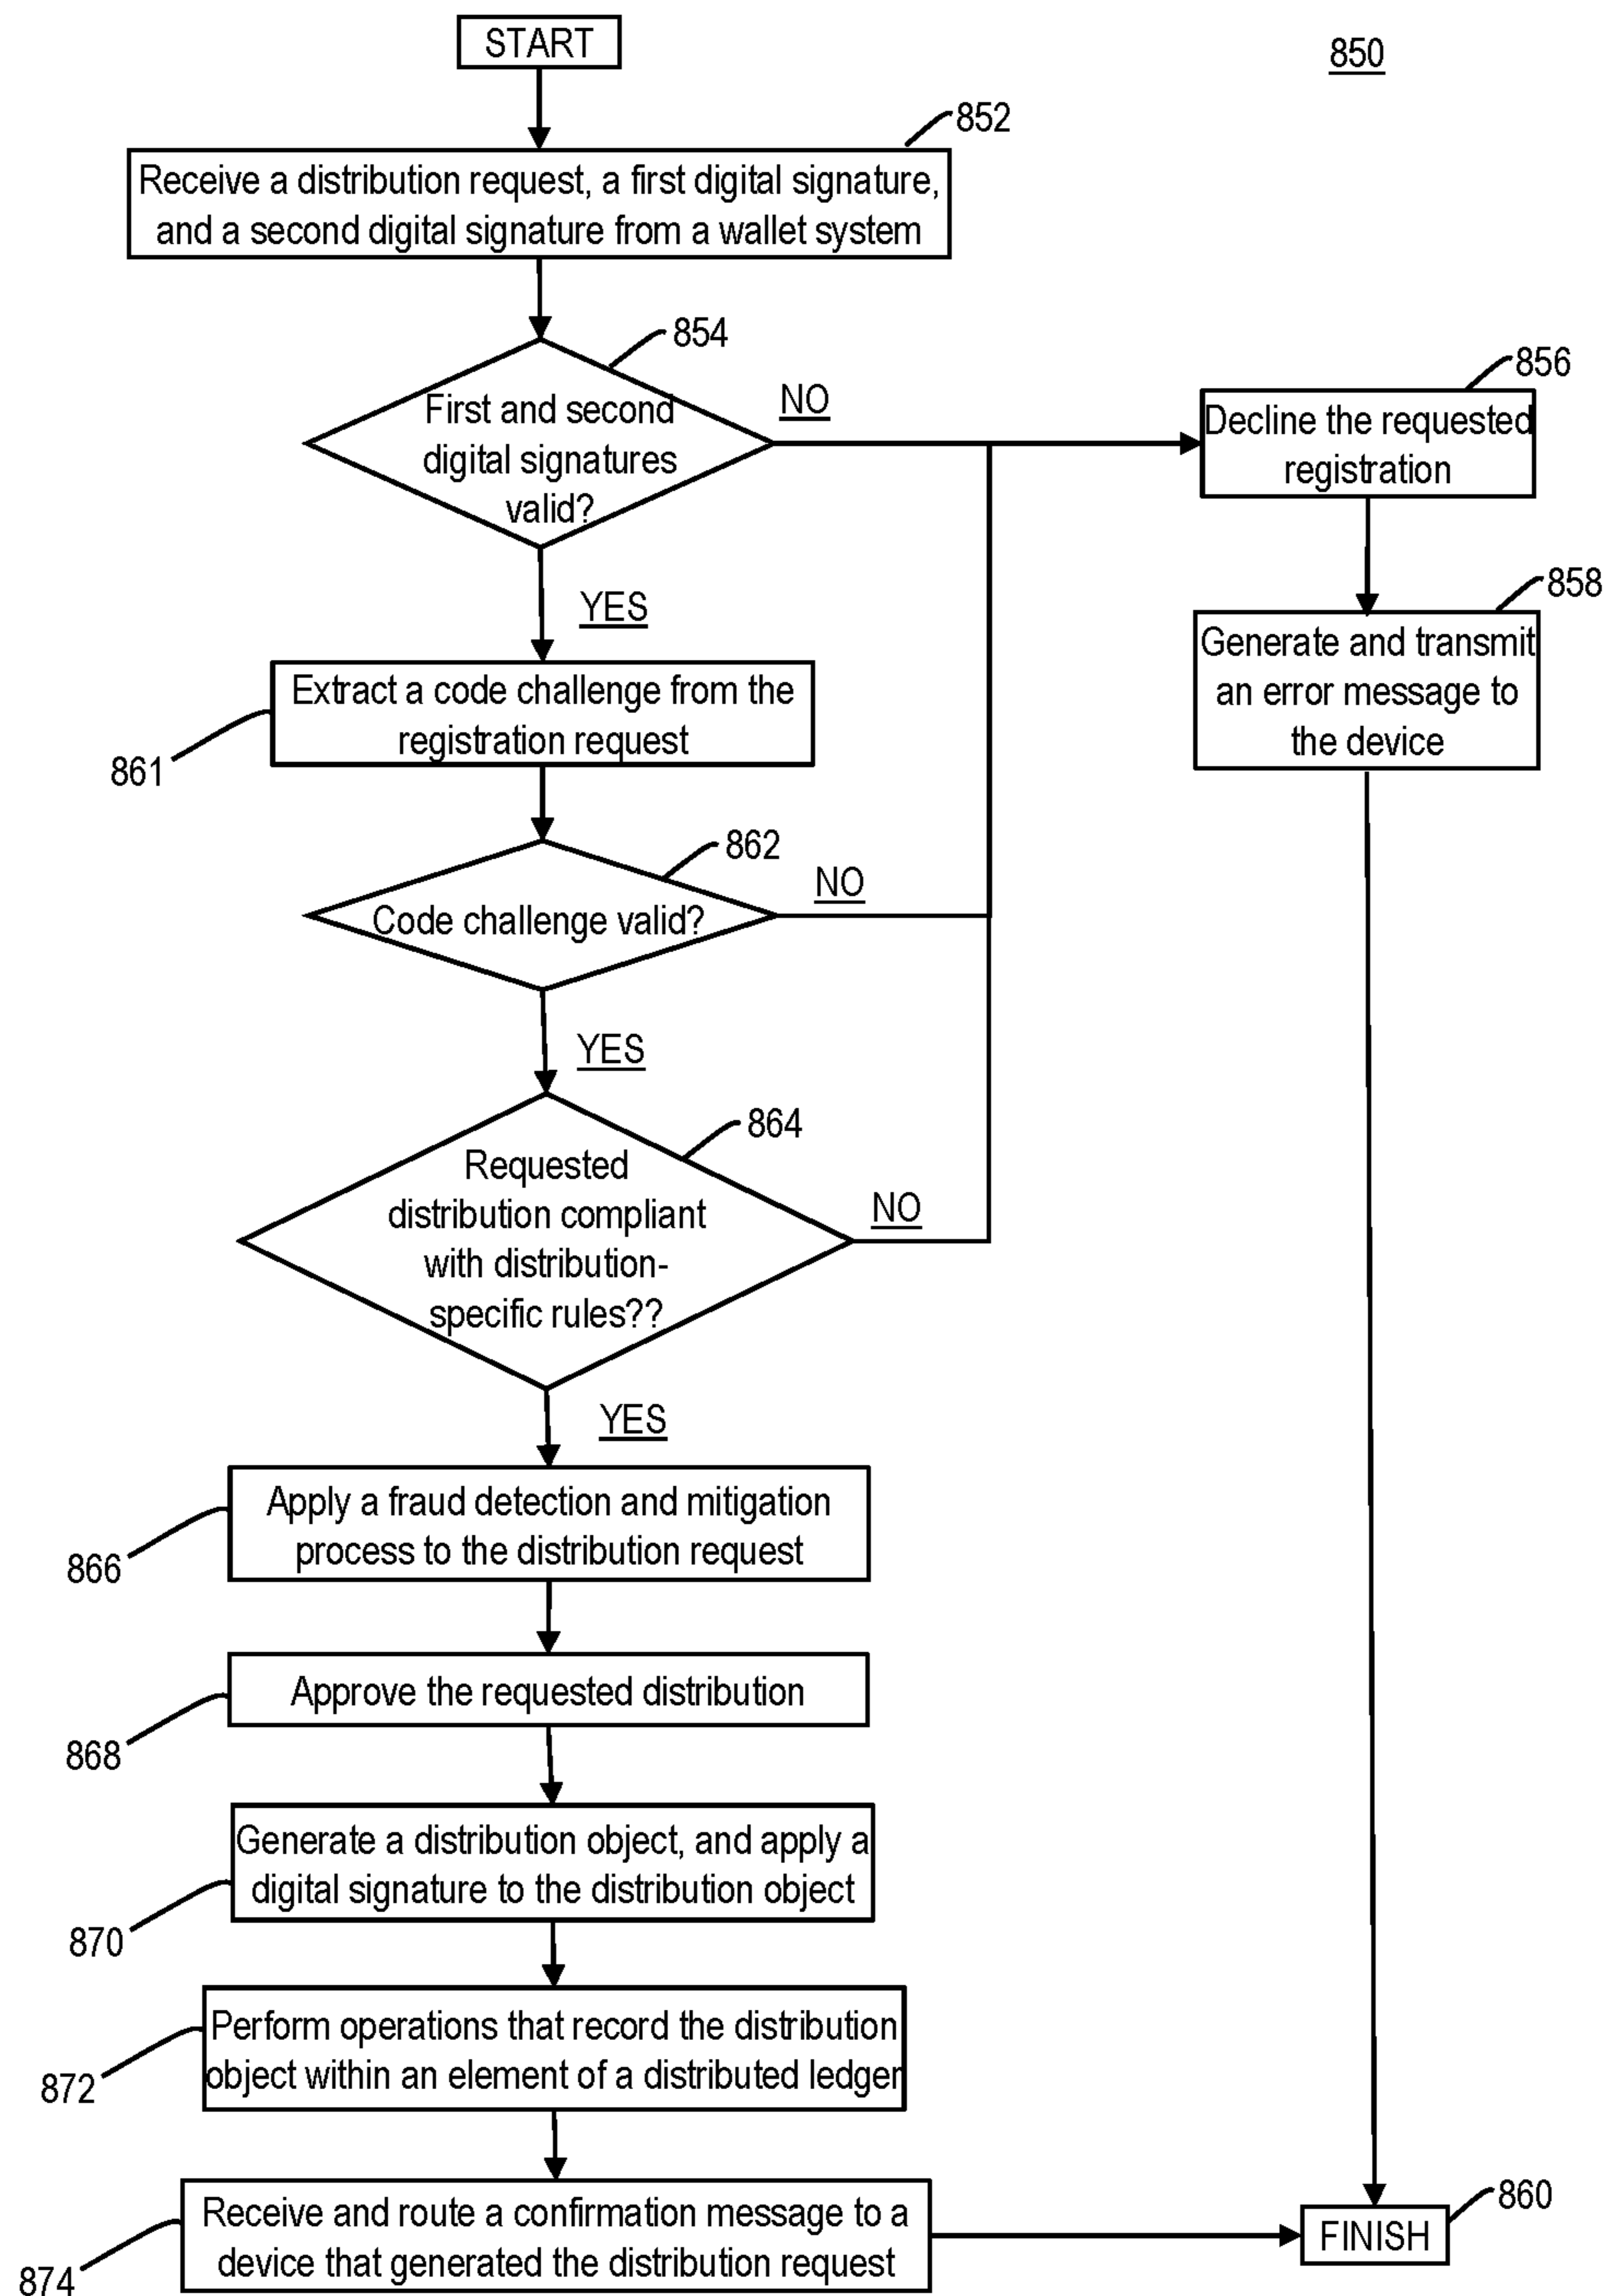 START
850
852
Receive a distribution request, a first digital signature,
and a second digital signature from a wallet system
854
First and second
digital signatures
valid?
NO
856
Decline the requested
registration
YES
858
Generate and transmit
an error message to
the device
Extract a code challenge from the
registration request
861
862
Code challenge valid?
NO
YES
864
Requested
distribution compliant
with distribution-
specific rules??
NO
YES
Apply a fraud detection and mitigation
process to the distribution request
866
Approve the requested distribution
868
Generate a distribution object, and apply a
digital signature to the distribution object
870
Perform operations that record the distribution
object within an element of a distributed ledger
872
Receive and route a confirmation message to a
device that generated the distribution request
874
860
FINISH